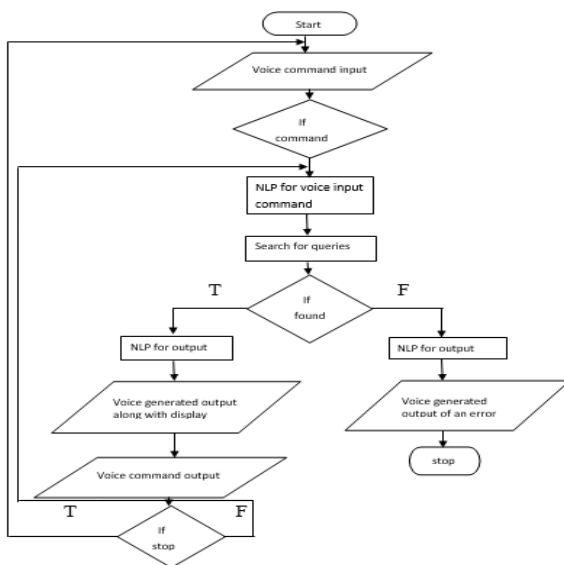 Start
Voice command input
If
command
NLP for voice input
command
Search for queries
T
If
found
F
NLP for output
NLP for output
Voice generated output
along with display
Voice generated
output of an error
Voice command output
stop
T
F
If
stop